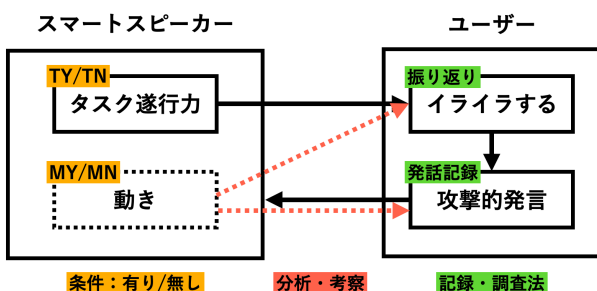 スマートスピーカー
ユーザー
TY/TN
タスク遂行力
振り返り
イライラする
MY/MN
動き
発話記録
攻撃的発言
条件：有り/無し
分析・考察
記録・調査法